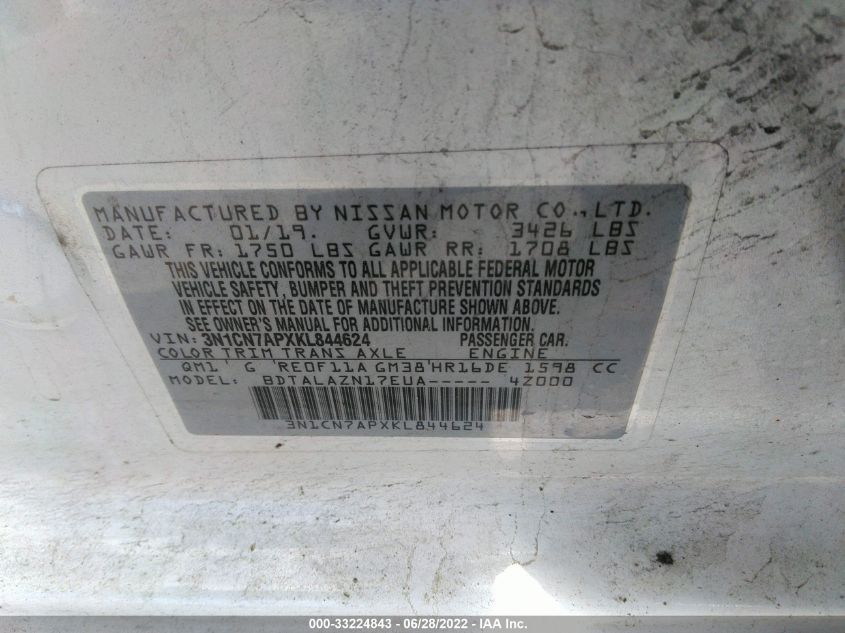 MANUFACTURED BY NISSAN MOTOR CO., LTD.
DATE: 01/19. GVWR: 3426 LBS
GAWR FR: 1750 LBS GAWR RR: 1708 LBS
THIS VEHICLE CONFORMS TO ALL APPLICABLE FEDERAL MOTOR
VEHICLE SAFETY, BUMPER AND THEFT PREVENTION STANDARDS
IN EFFECT ON THE DATE OF MANUFACTURE SHOWN ABOVE.
SEE OWNER'S MANUAL FOR ADDITIONAL INFORMATION.
VIN: 3N1CN7APXKL844624 PASSENGER CAR.
COLOR TRIM TRANS AXLE ENGINE
QM1' G 'RE0F11A GM38'HR16DE 1598 CC
MODEL: BDTALAZN17EUA----- 4Z000
3N1CN7APXKL844624
000-33224843 - 06/28/2022 - IAA Inc.